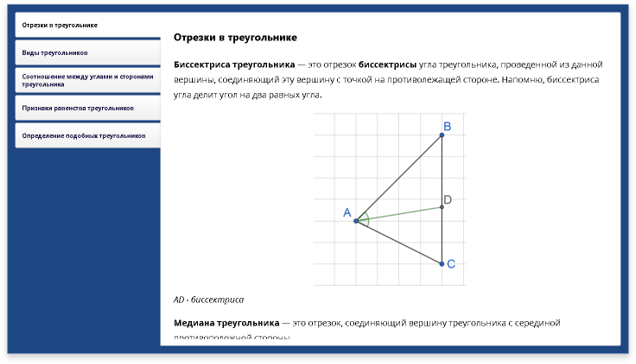 Отрезки в треугольнике
Виды треугольников
Соотношение между углами и сторонами
треугольника
Признаки равенства треугольников
Определение подобных треугольников
Отрезки в треугольнике
Биссектриса треугольника — это отрезок биссектрисы угла треугольника, проведенной из данной
вершины, соединяющий эту вершину с точкой на противолежащей стороне. Напомню, биссектриса
угла делит угол на два равных угла.
B
D
A
C
AD - биссектриса
Медиана треугольника — это отрезок, соединяющий вершину треугольника с серединой
противоположной стороны